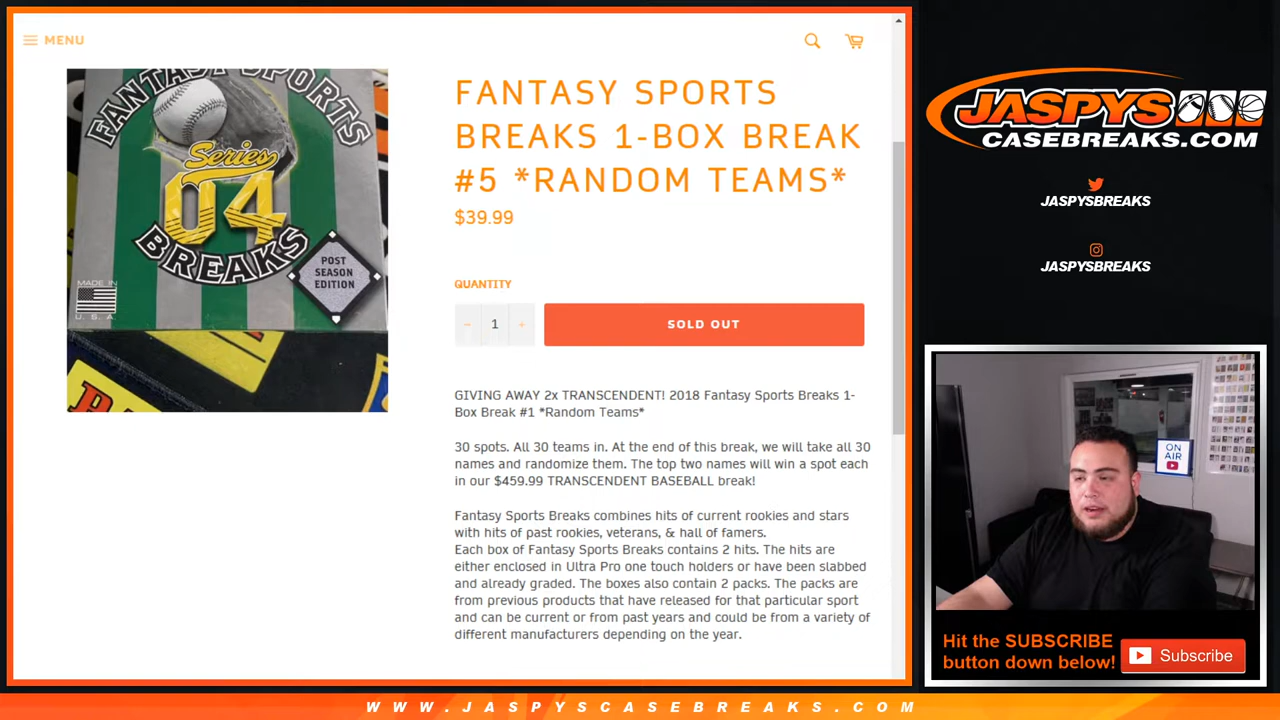 MENU
FANTASY SPORTS
Series
04
BREAKS
POST
SEASON
EDITION
MADE IN
U.S.A.
FANTASY SPORTS
BREAKS 1-BOX BREAK
#5 *RANDOM TEAMS*
$39.99
QUANTITY
− 1 +
SOLD OUT
GIVING AWAY 2x TRANSCENDENT! 2018 Fantasy Sports Breaks 1-
Box Break #1 *Random Teams*
30 spots. All 30 teams in. At the end of this break, we will take all 30
names and randomize them. The top two names will win a spot each
in our $459.99 TRANSCENDENT BASEBALL break!
Fantasy Sports Breaks combines hits of current rookies and stars
with hits of past rookies, veterans, & hall of famers.
Each box of Fantasy Sports Breaks contains 2 hits. The hits are
either enclosed in Ultra Pro one touch holders or have been slabbed
and already graded. The boxes also contain 2 packs. The packs are
from previous products that have released for that particular sport
and can be current or from past years and could be from a variety of
different manufacturers depending on the year.
JASPYS
CASEBREAKS.COM
JASPYSBREAKS
JASPYSBREAKS
ON
AIR
Hit the SUBSCRIBE
button down below!
Subscribe
WWW.JASPYSCASEBREAKS.COM